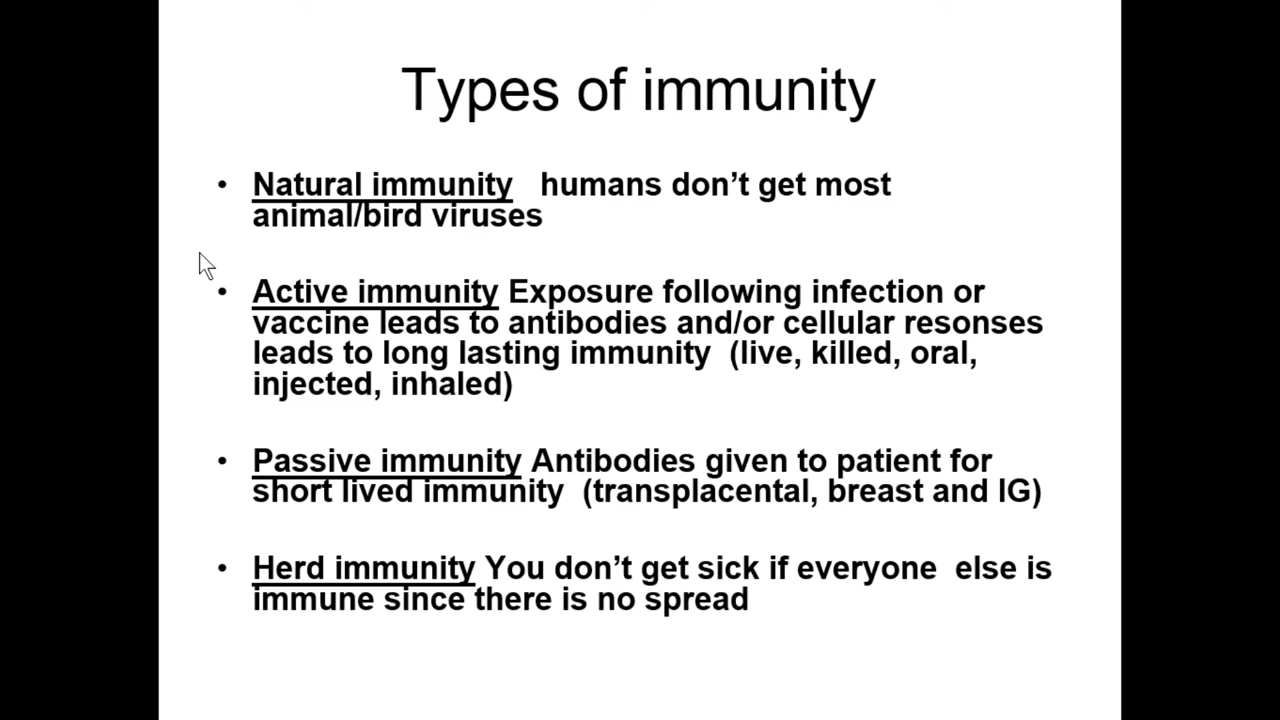 Types of immunity
• Natural immunity humans don't get most
animal/bird viruses
• Active immunity Exposure following infection or
vaccine leads to antibodies and/or cellular resonses
leads to long lasting immunity (live, killed, oral,
injected, inhaled)
• Passive immunity Antibodies given to patient for
short lived immunity (transplacental, breast and IG)
• Herd immunity You don't get sick if everyone else is
immune since there is no spread